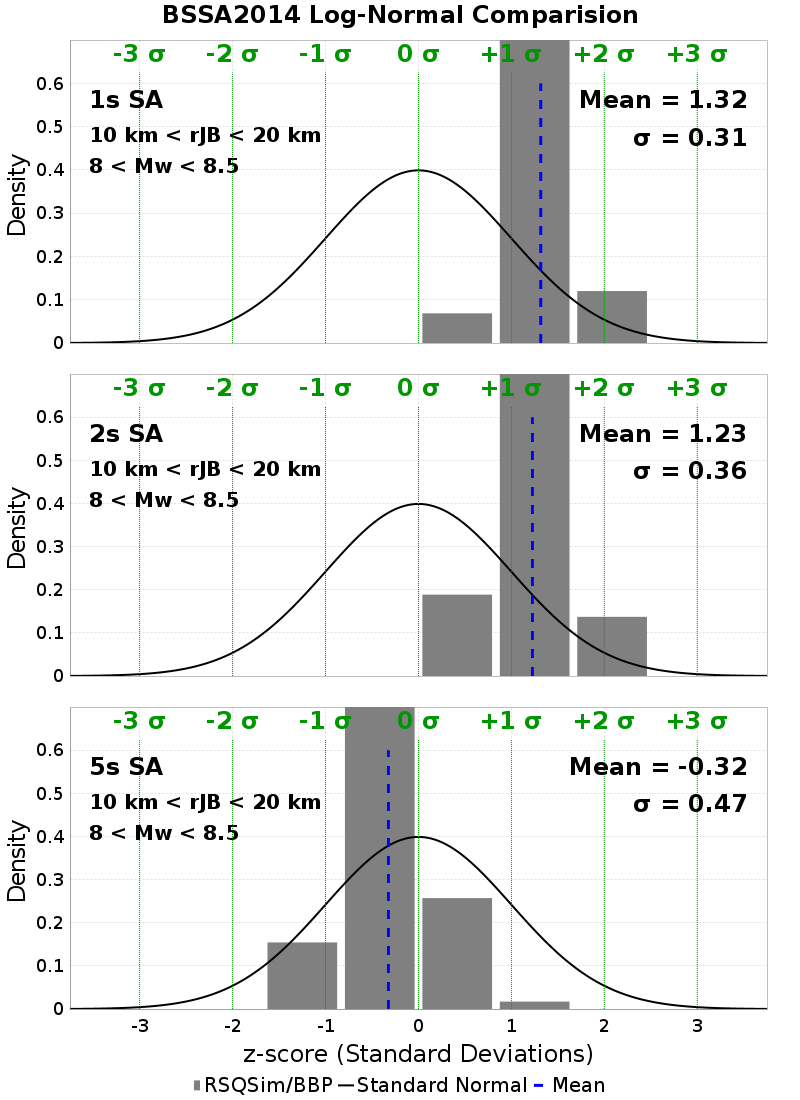 BSSA2014 Log-Normal Comparision
-3 σ -2 σ -1 σ 0 σ +1 σ +2 σ +3 σ
1s SA
10 km < rJB < 20 km
8 < Mw < 8.5
Mean = 1.32
σ = 0.31
Density
0.6
0.5
0.4
0.3
0.2
0.1
0
-3 σ -2 σ -1 σ 0 σ +1 σ +2 σ +3 σ
2s SA
10 km < rJB < 20 km
8 < Mw < 8.5
Mean = 1.23
σ = 0.36
Density
0.6
0.5
0.4
0.3
0.2
0.1
0
-3 σ -2 σ -1 σ 0 σ +1 σ +2 σ +3 σ
5s SA
10 km < rJB < 20 km
8 < Mw < 8.5
Mean = -0.32
σ = 0.47
Density
0.6
0.5
0.4
0.3
0.2
0.1
0
-3 -2 -1 0 1 2 3
z-score (Standard Deviations)
RSQSim/BBP Standard Normal Mean